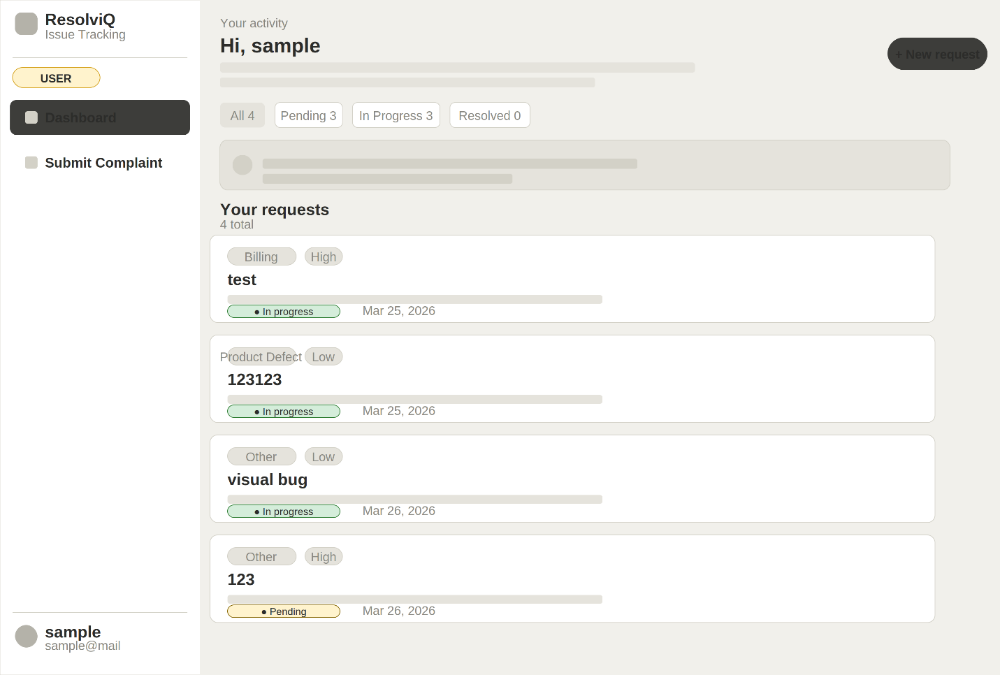 ResolviQ
Issue Tracking
USER
Dashboard
Submit Complaint
sample
sample@mail
Your activity
Hi, sample
+ New request
All 4
Pending 3
In Progress 3
Resolved 0
Your requests
4 total
Billing
High
test
● In progress
Mar 25, 2026
Product Defect
Low
123123
● In progress
Mar 25, 2026
Other
Low
visual bug
● In progress
Mar 26, 2026
Other
High
123
● Pending
Mar 26, 2026